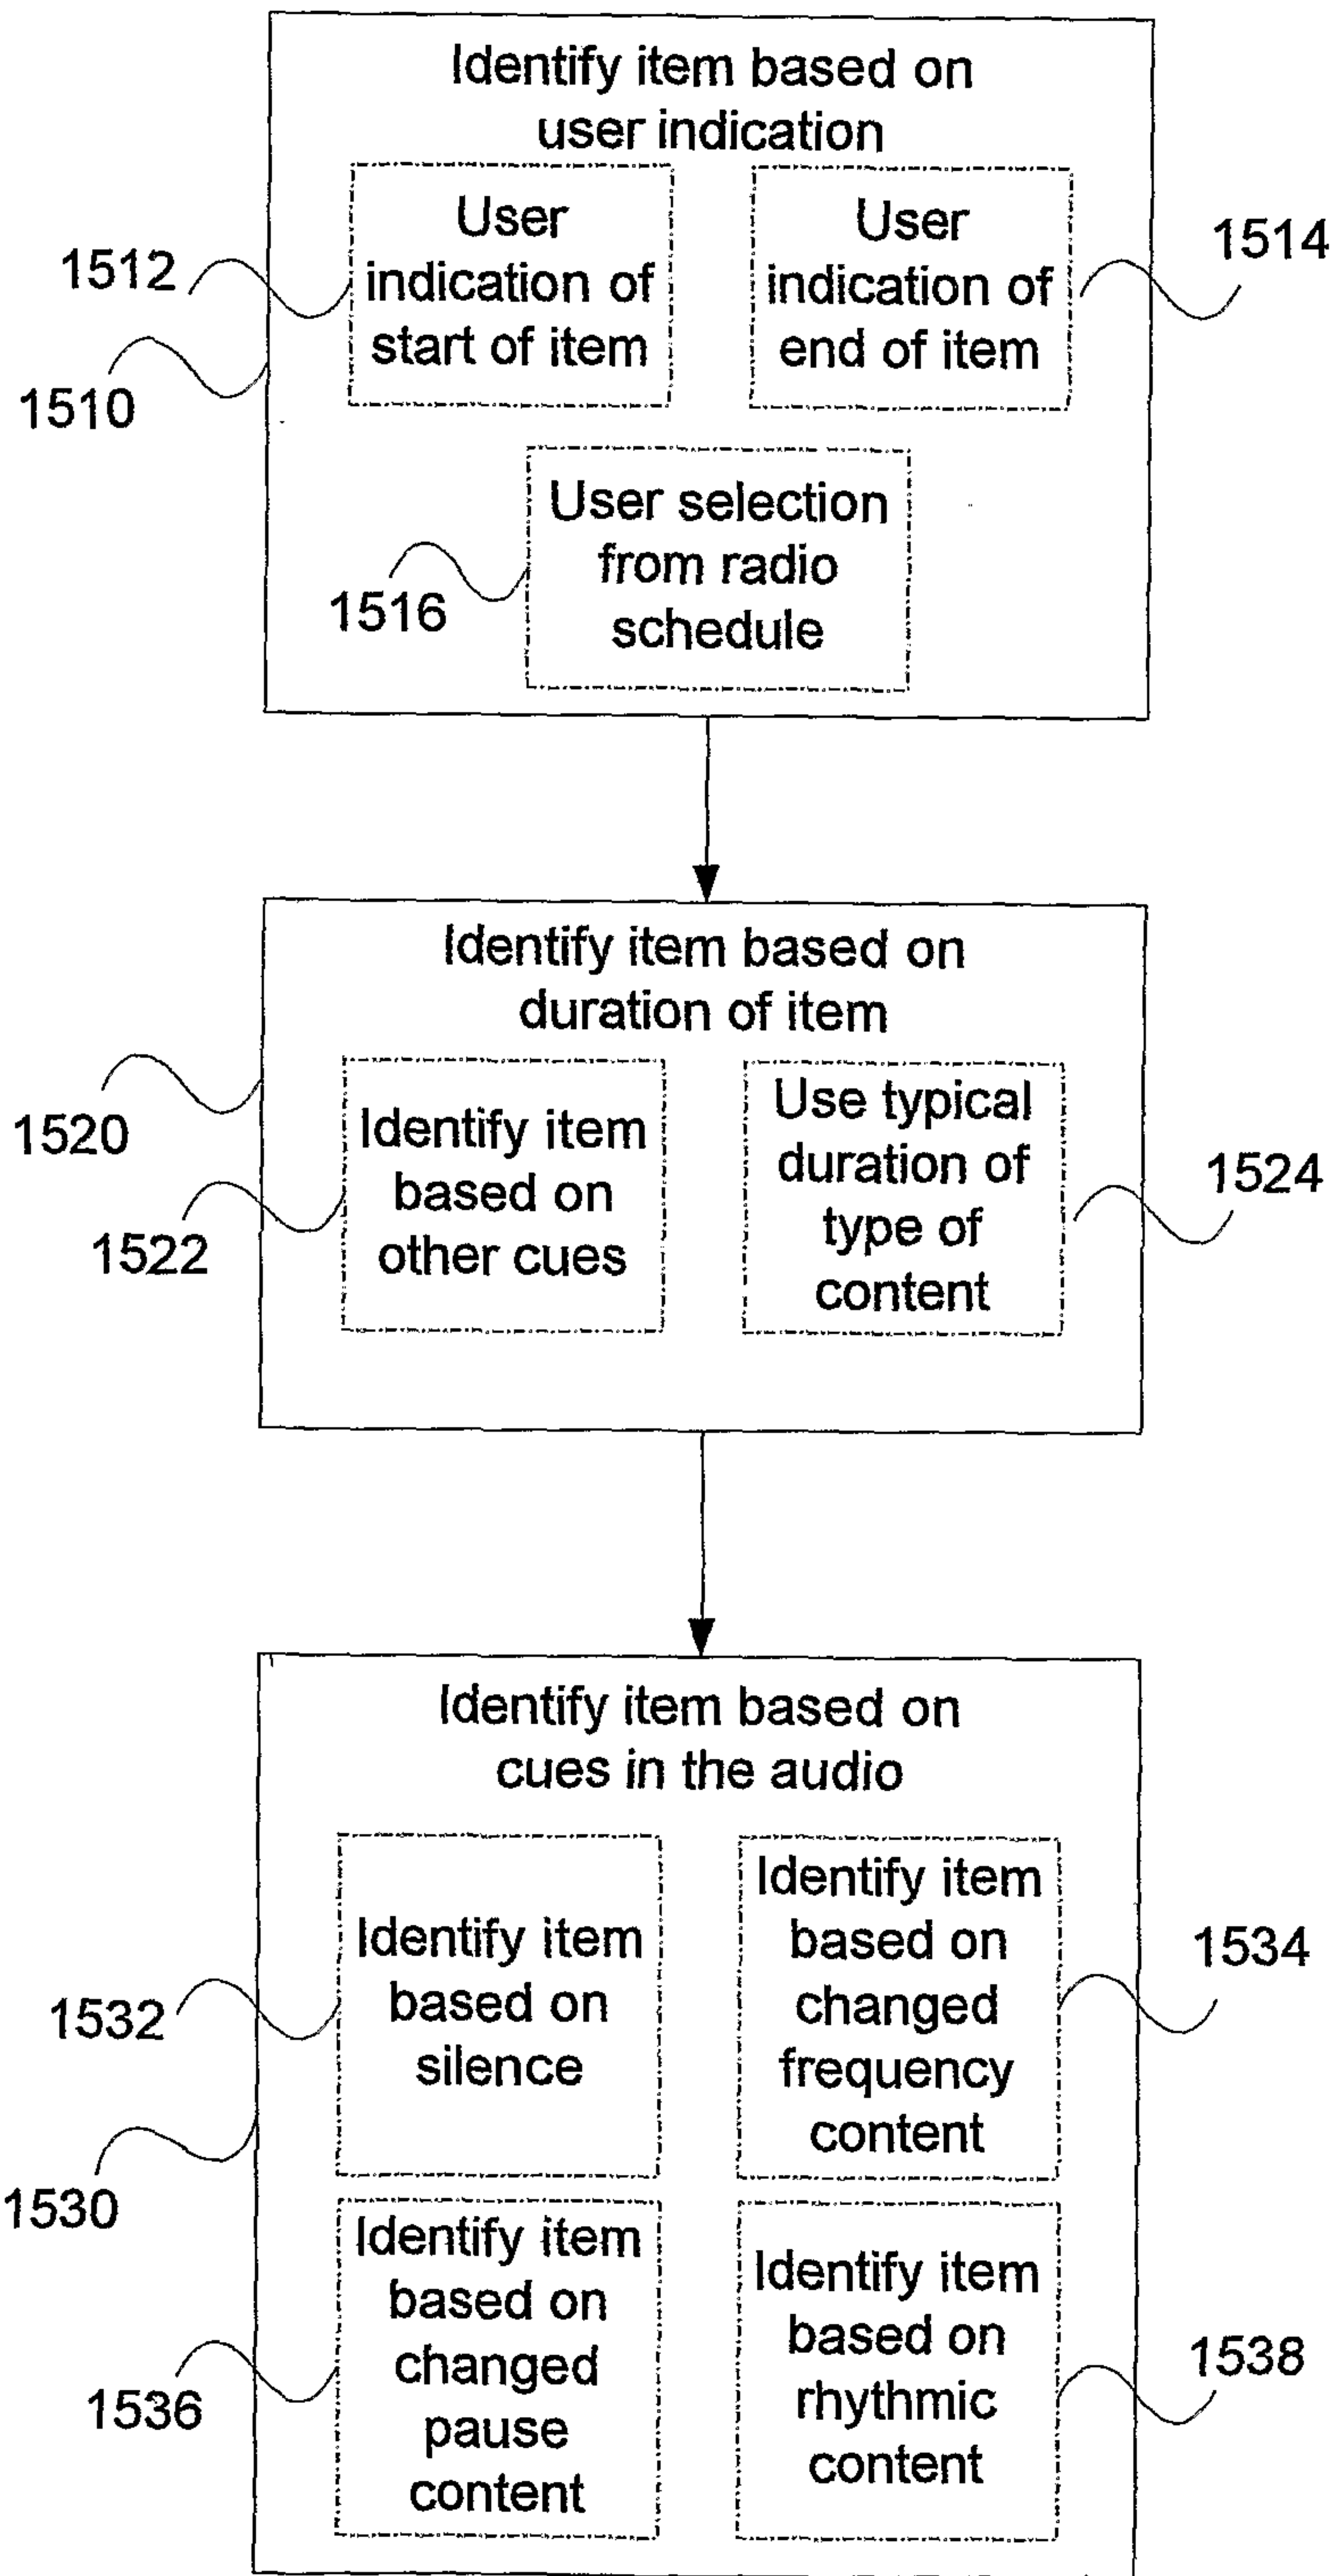 Identify item based on
user indication
User
indication of
start of item
User
indication of
end of item
1512
1514
1510
User selection
from radio
schedule
1516
Identify item based on
duration of item
Identify item
based on
other cues
Use typical
duration of
type of
content
1520
1522
1524
Identify item based on
cues in the audio
Identify item
based on
silence
Identify item
based on
changed
frequency
content
1532
1534
1530
Identify item
based on
changed
pause
content
Identify item
based on
rhythmic
content
1536
1538